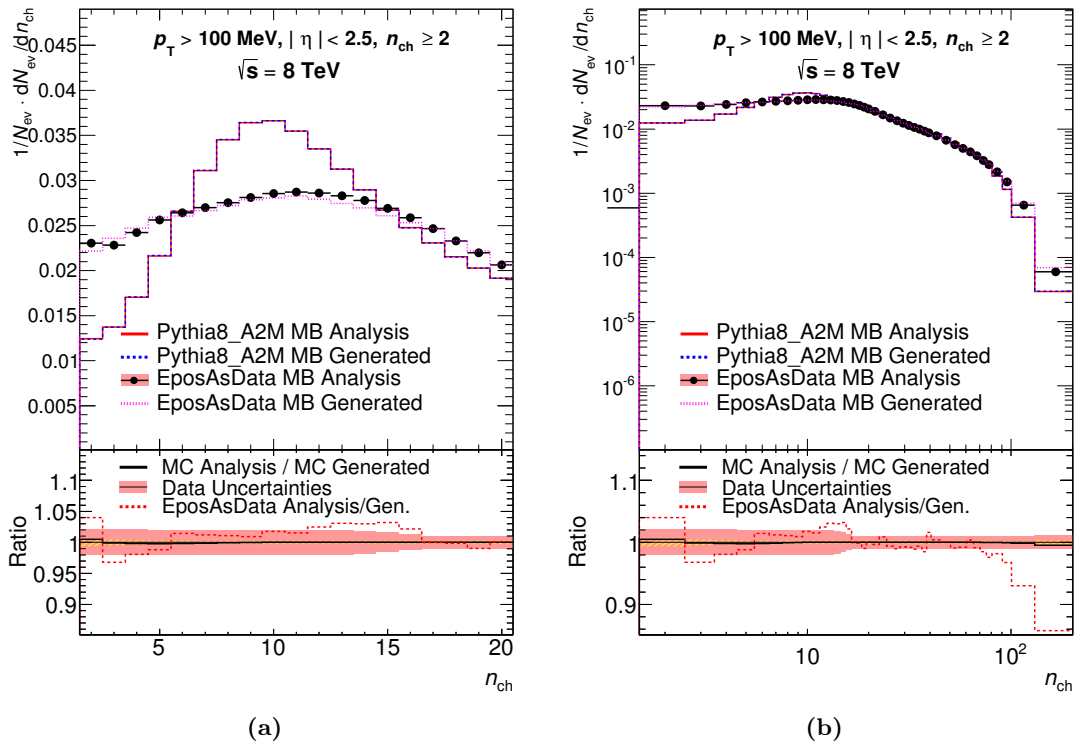 1/N_ev · dN_ev /dn_ch
0.045
0.04
0.035
0.03
0.025
0.02
0.015
0.01
0.005
p_T > 100 MeV, | η | < 2.5, n_ch ≥ 2
√s = 8 TeV
Pythia8_A2M MB Analysis
Pythia8_A2M MB Generated
EposAsData MB Analysis
EposAsData MB Generated
Ratio
1.1
1.05
1
0.95
0.9
MC Analysis / MC Generated
Data Uncertainties
EposAsData Analysis/Gen.
5
10
15
20
n_ch
(a)
1/N_ev · dN_ev /dn_ch
10⁻¹
10⁻²
10⁻³
10⁻⁴
10⁻⁵
10⁻⁶
p_T > 100 MeV, | η | < 2.5, n_ch ≥ 2
√s = 8 TeV
Pythia8_A2M MB Analysis
Pythia8_A2M MB Generated
EposAsData MB Analysis
EposAsData MB Generated
Ratio
1.1
1.05
1
0.95
0.9
MC Analysis / MC Generated
Data Uncertainties
EposAsData Analysis/Gen.
10
10²
n_ch
(b)